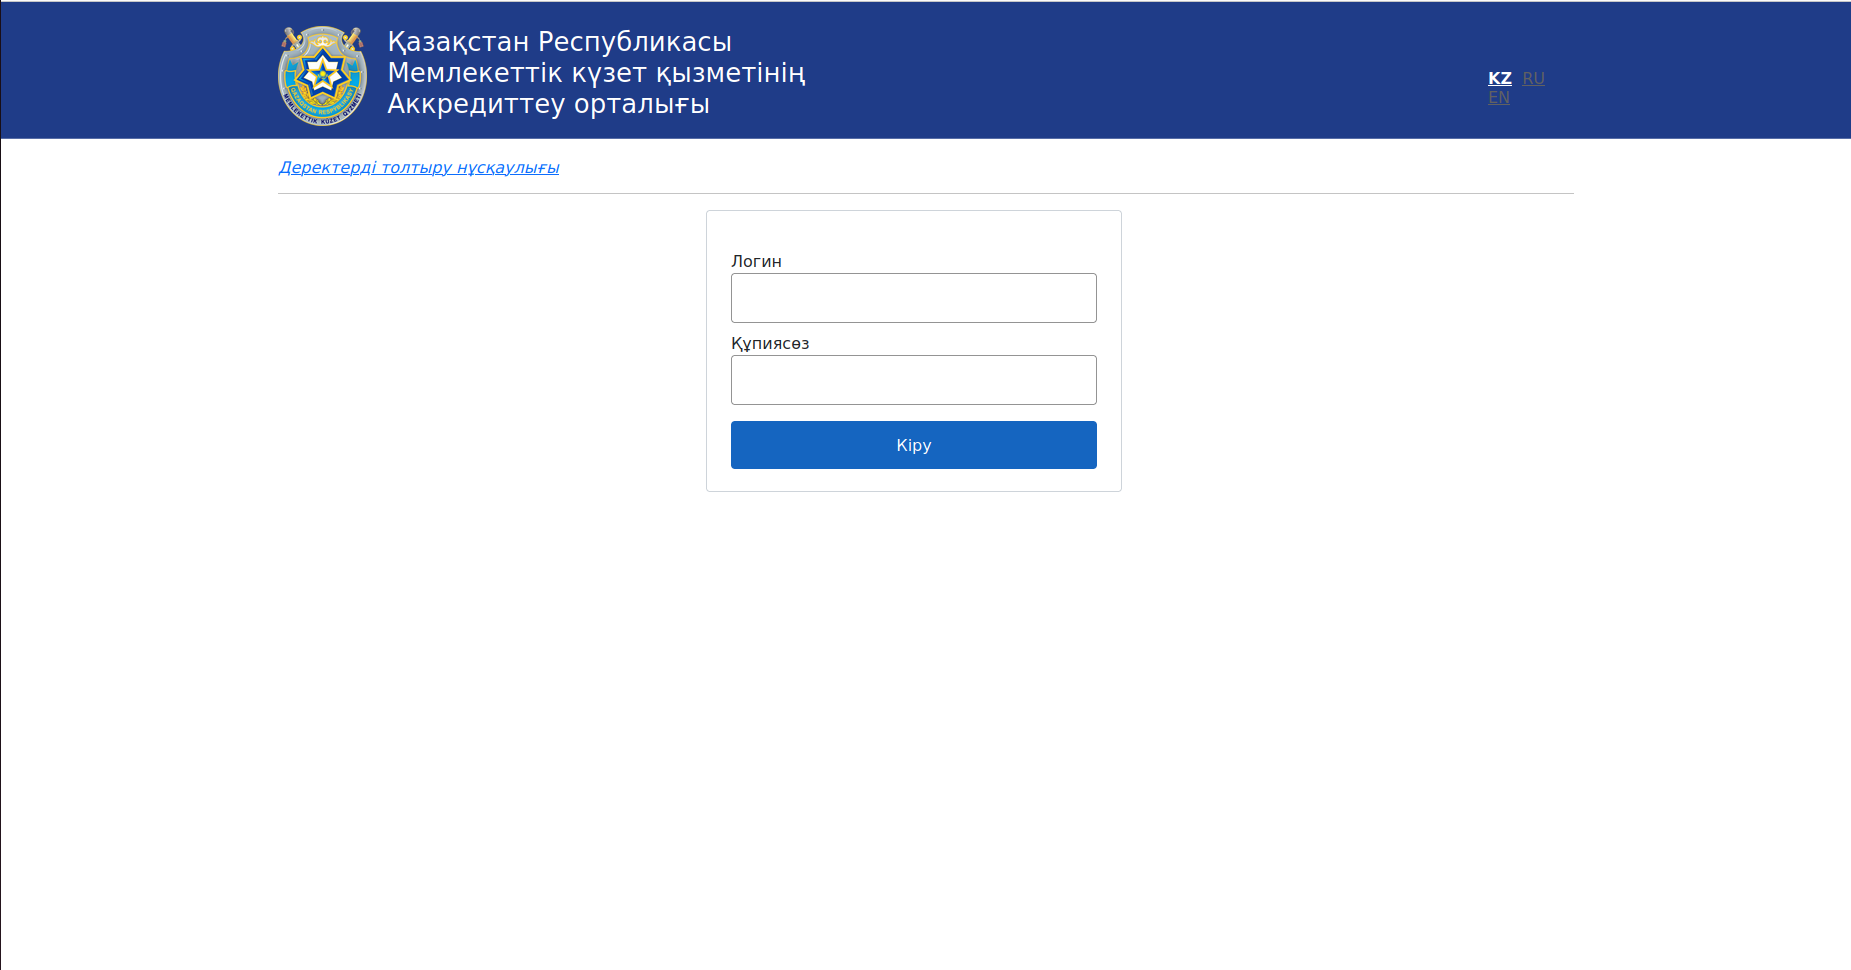 Қазақстан Республикасы
Мемлекеттік күзет қызметінің
Аккредиттеу орталығы
KZ RU
EN
Деректерді толтыру нұсқаулығы
Логин
Құпиясөз
Кіру